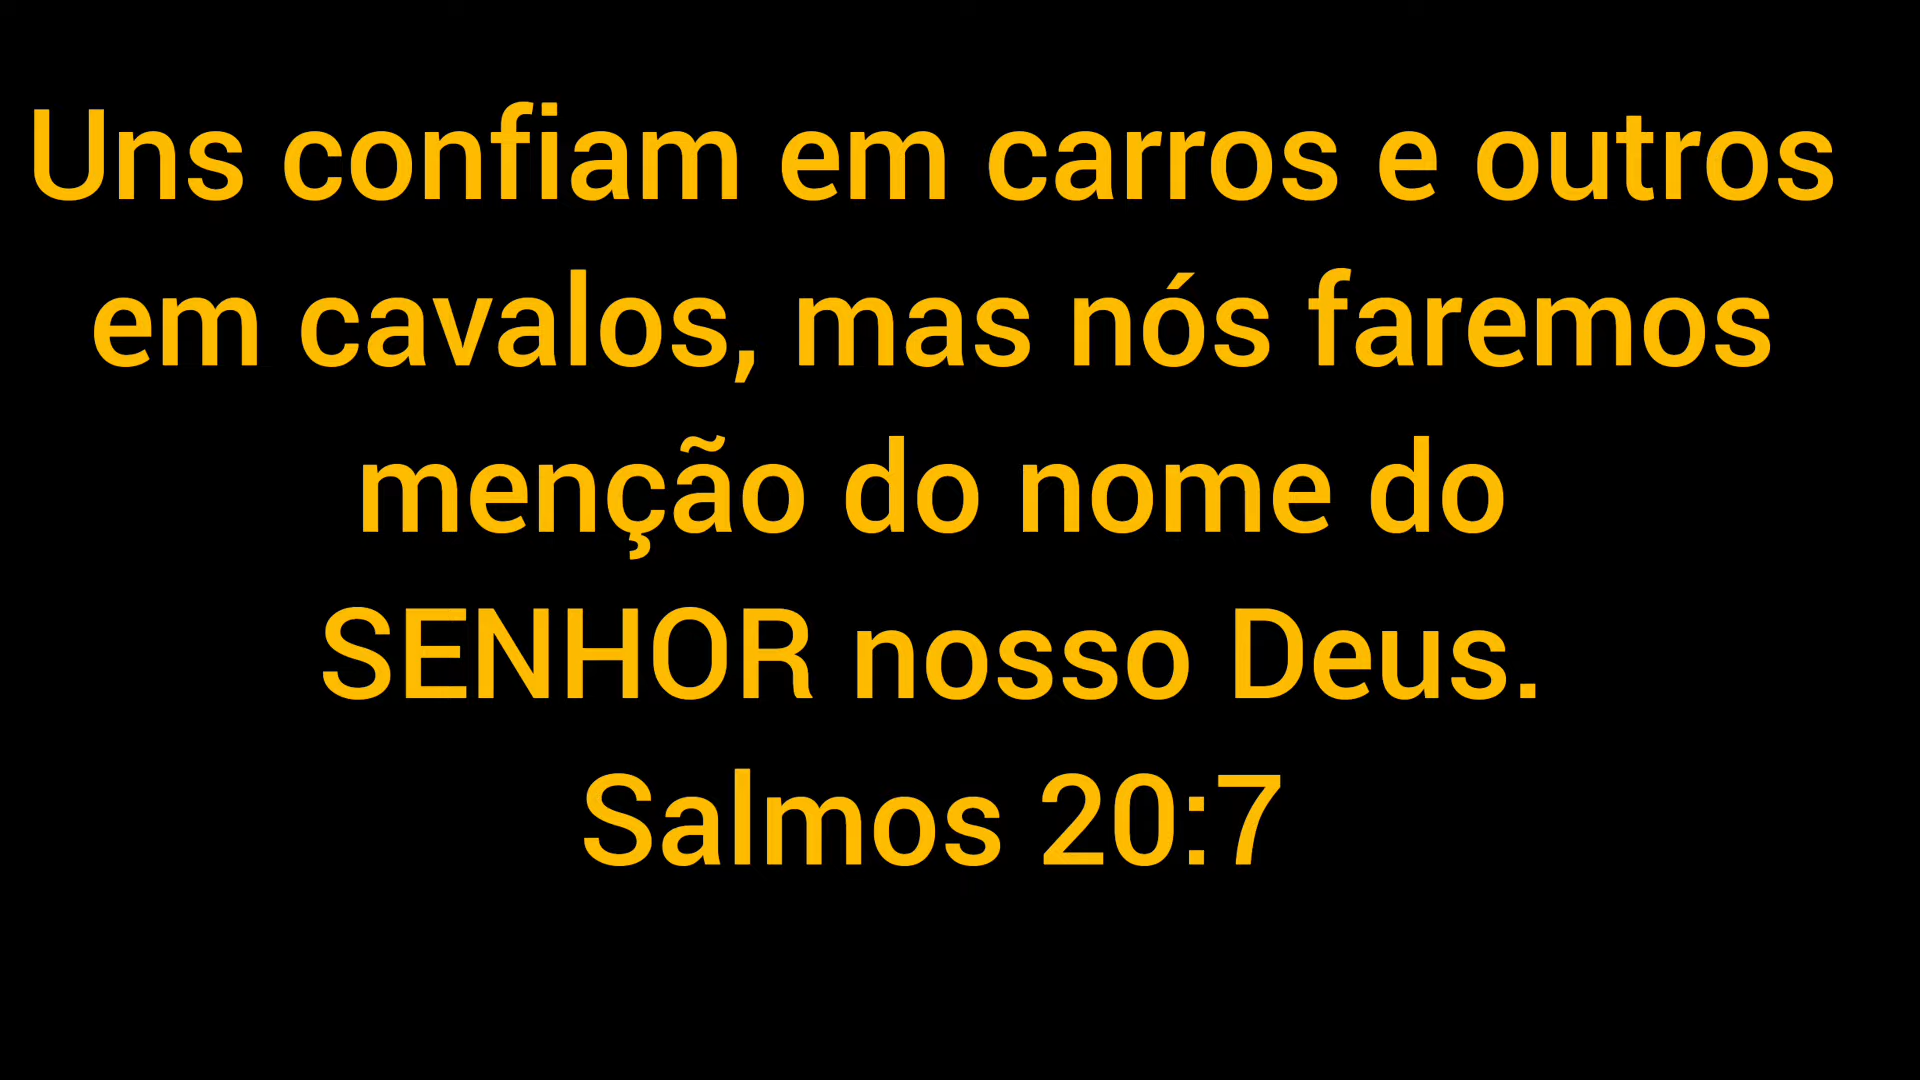 Uns confiam em carros e outros
em cavalos, mas nós faremos
menção do nome do
SENHOR nosso Deus.
Salmos 20:7